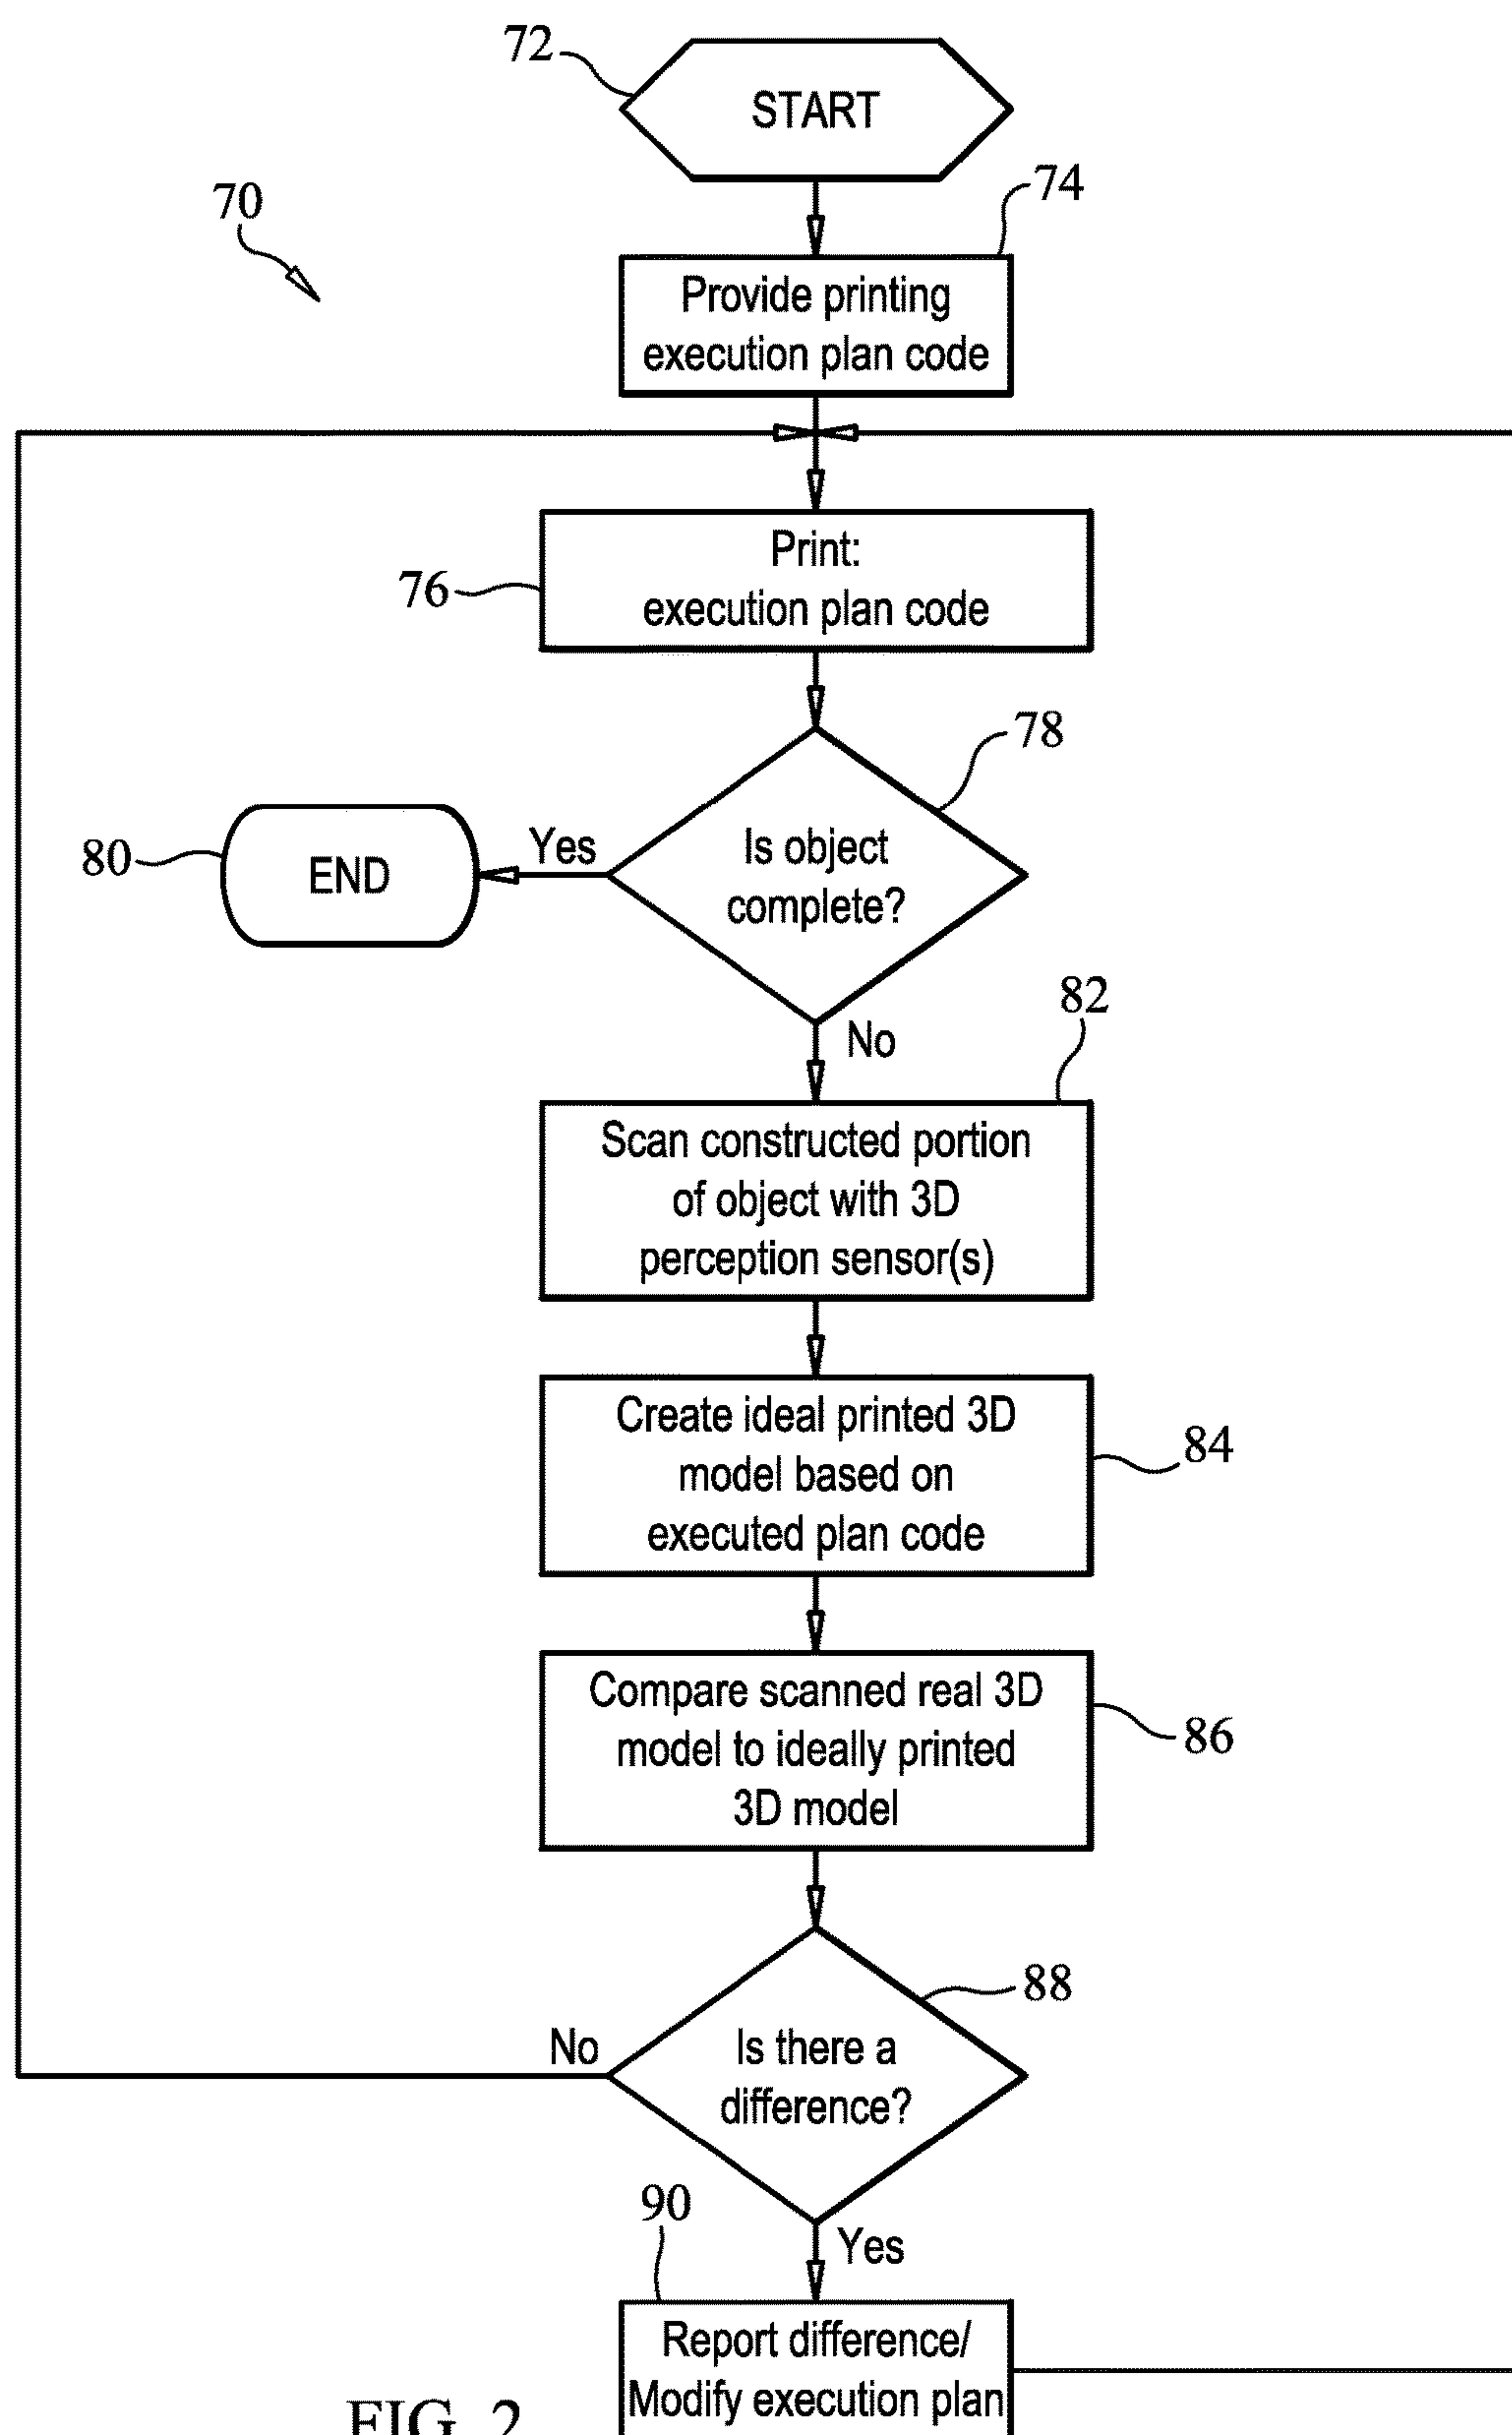 72
START
74
70
Provide printing
execution plan code
Print:
76
execution plan code
78
Is object
complete?
Yes
80
END
82
No
Scan constructed portion
of object with 3D
perception sensor(s)
Create ideal printed 3D
model based on
executed plan code
84
Compare scanned real 3D
model to ideally printed
3D model
86
88
No
Is there a
difference?
90
Yes
Report difference/
Modify execution plan
FIG. 2